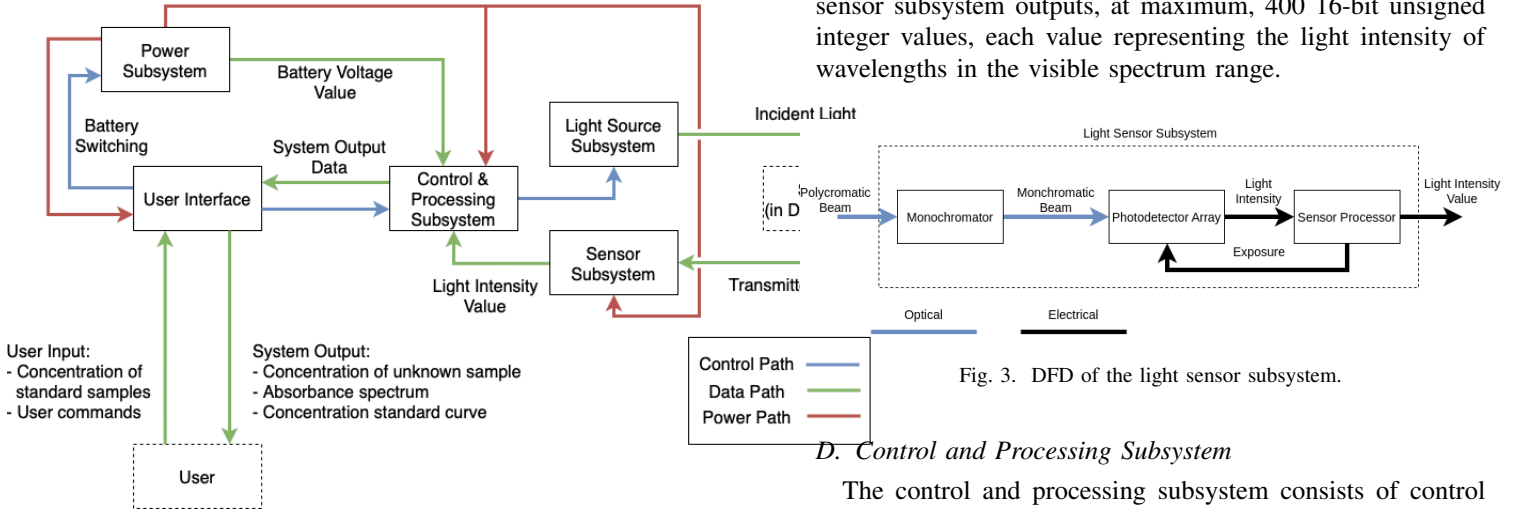 Power
Subsystem
Battery Voltage
Value
Battery
Switching
System Output
Data
User Interface
Control &
Processing
Subsystem
Light Source
Subsystem
Incident Light
(in D
Sensor
Subsystem
Light Intensity
Value
Transmitt
User Input:
- Concentration of
standard samples
- User commands
System Output:
- Concentration of unknown sample
- Absorbance spectrum
- Concentration standard curve
User
Control Path
Data Path
Power Path
sensor subsystem outputs, at maximum, 400 16-bit unsigned
integer values, each value representing the light intensity of
wavelengths in the visible spectrum range.
Light Sensor Subsystem
Polycromatic
Beam
Monochromator
Monchromatic
Beam
Photodetector Array
Light
Intensity
Sensor Processor
Light Intensity
Value
Exposure
Optical
Electrical
Fig. 3. DFD of the light sensor subsystem.
D. Control and Processing Subsystem
The control and processing subsystem consists of control